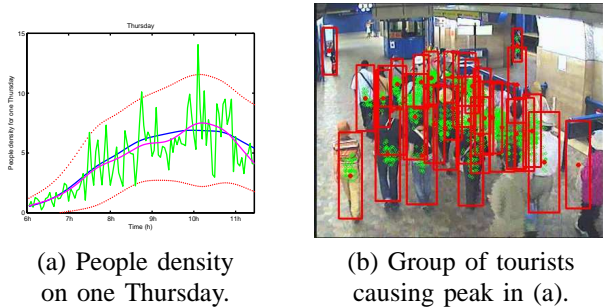 Thursday
15
10
5
0
People density for one Thursday
6h 7h 8h 9h 10h 11h
Time (h)
(a) People density
on one Thursday.
(b) Group of tourists
causing peak in (a).